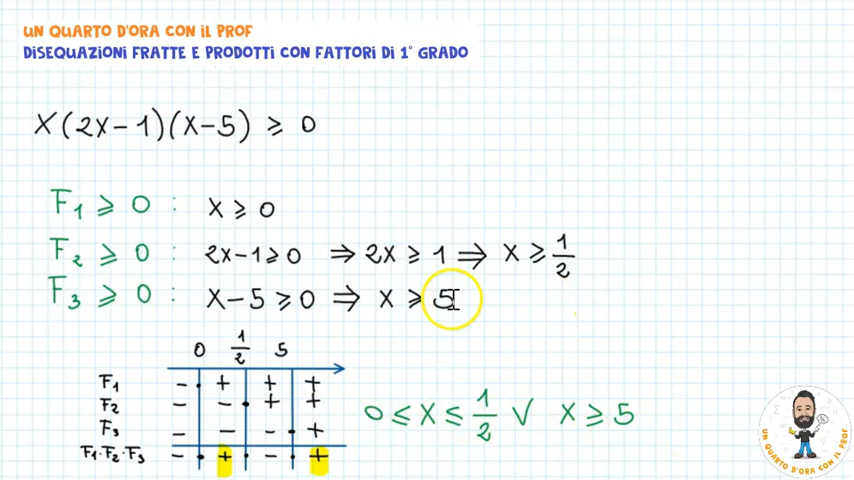 UN QUARTO D'ORA CON IL PROF
DISEQUAZIONI FRATTE E PRODOTTI CON FATTORI DI 1° GRADO
X(2X-1)(X-5) ≥ 0
F₁ ≥ 0 : X ≥ 0
F₂ ≥ 0 : 2X-1 ≥ 0 ⇒ 2X ≥ 1 ⇒ X ≥ 1/2
F₃ ≥ 0 : X-5 ≥ 0 ⇒ X ≥ 5
0 1/2 5
F₁ - + + +
F₂ - - + +
F₃ - - - +
F₁·F₂·F₃ - + - +
0 ≤ X ≤ 1/2 V X ≥ 5
UN QUARTO D'ORA CON IL PROF